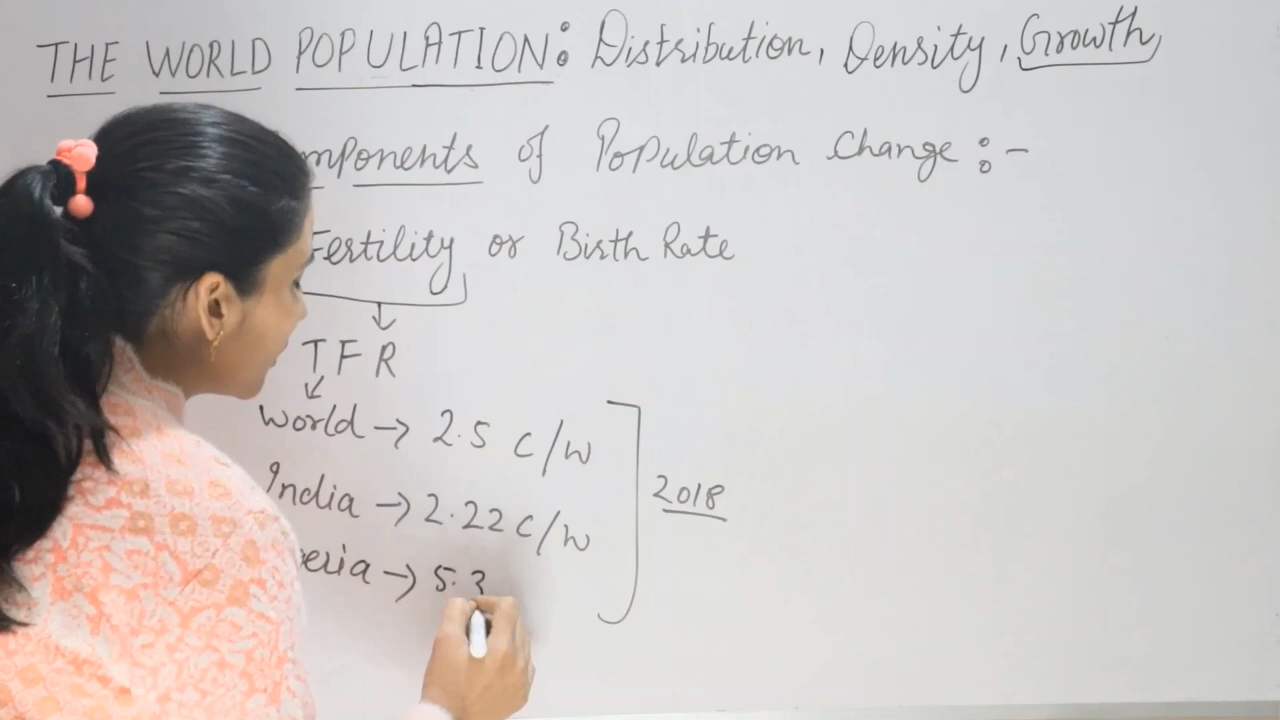 THE WORLD POPULATION: Distribution, Density, Growth,
mponents of Population Change :-
Fertility or Birth Rate
TFR
World → 2.5 C/W
India → 2.22 C/W
eria → 5.3
2018